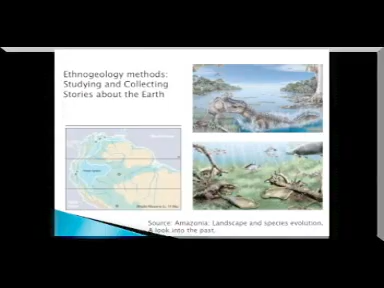 Ethnogeology methods:
Studying and Collecting
Stories about the Earth
Source: Amazonia: Landscape and species evolution.
A look into the past.